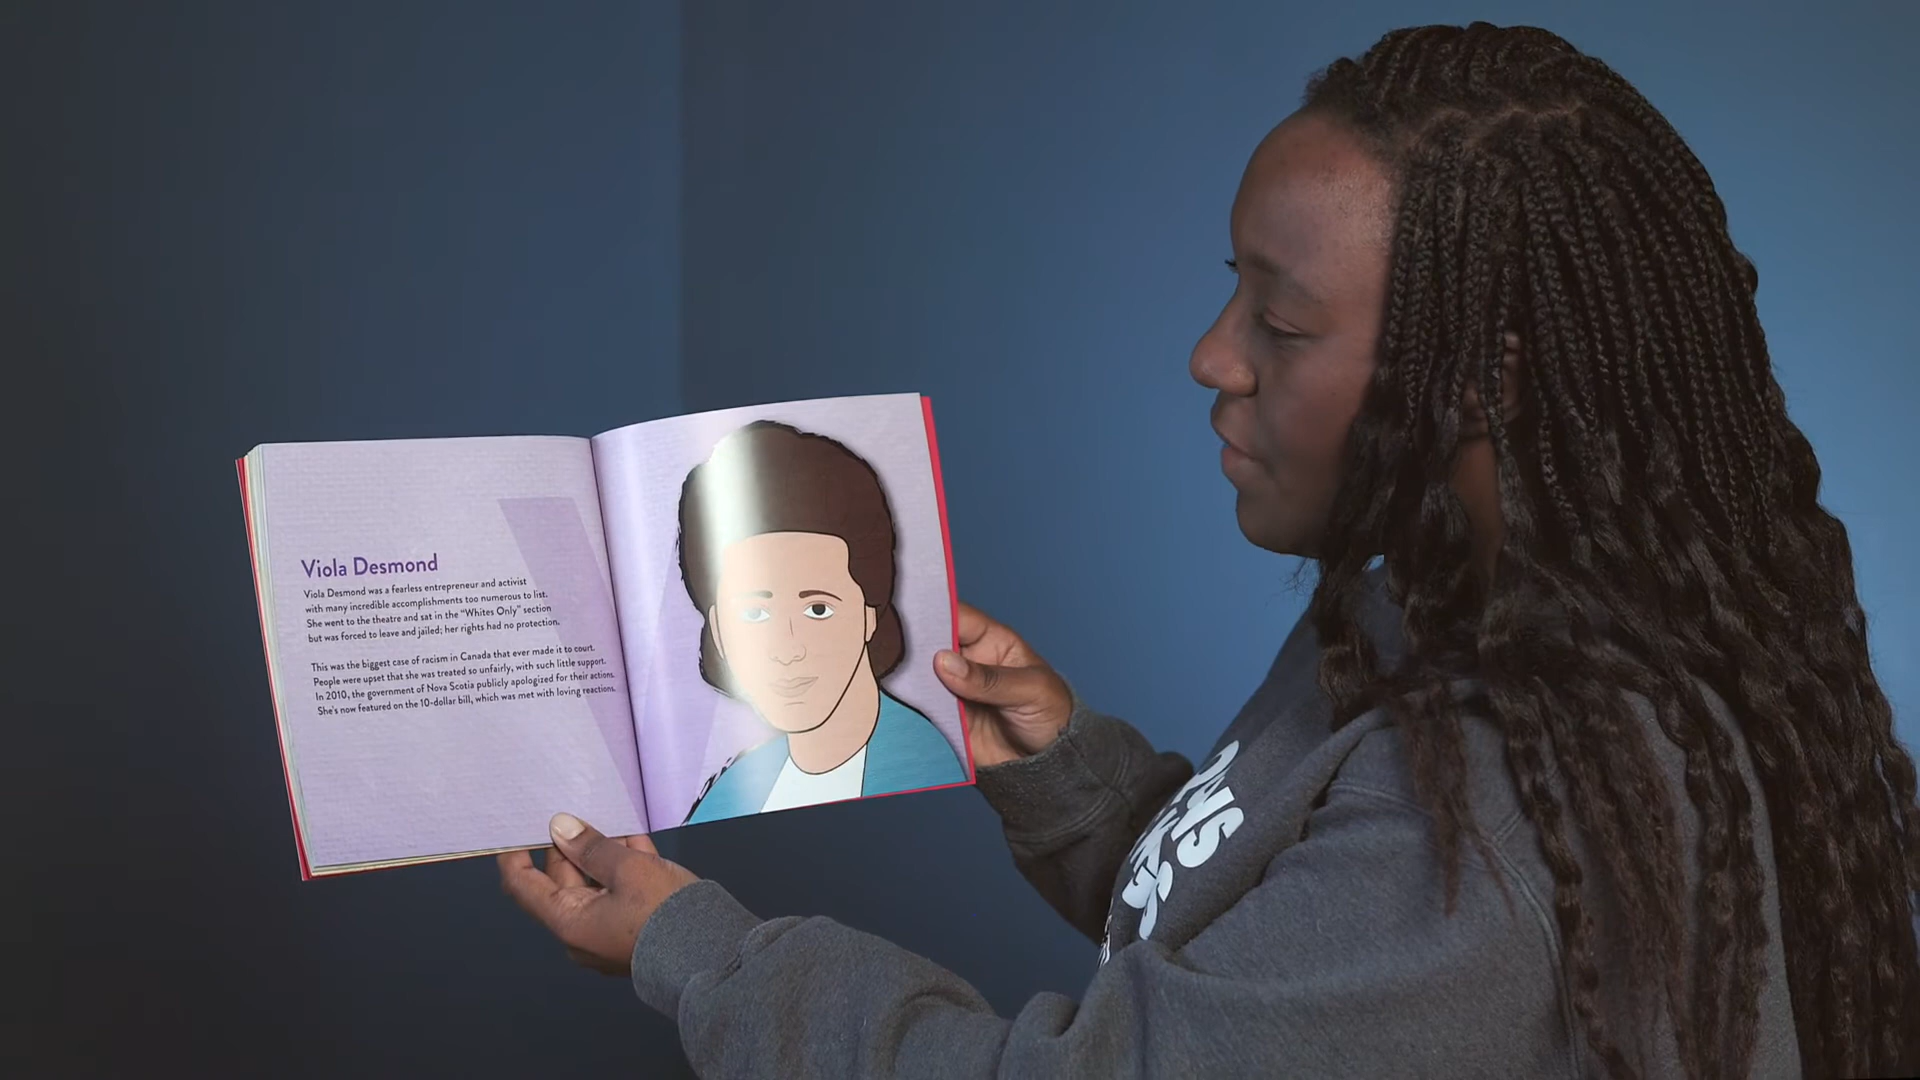 Viola Desmond
Viola Desmond was a fearless entrepreneur and activist
with many incredible accomplishments too numerous to list.
She went to the theatre and sat in the "Whites Only" section
but was forced to leave and jailed; her rights had no protection.
This was the biggest case of racism in Canada that ever made it to court.
People were upset that she was treated so unfairly, with such little support.
In 2010, the government of Nova Scotia publicly apologized for their actions.
She's now featured on the 10-dollar bill, which was met with loving reactions.